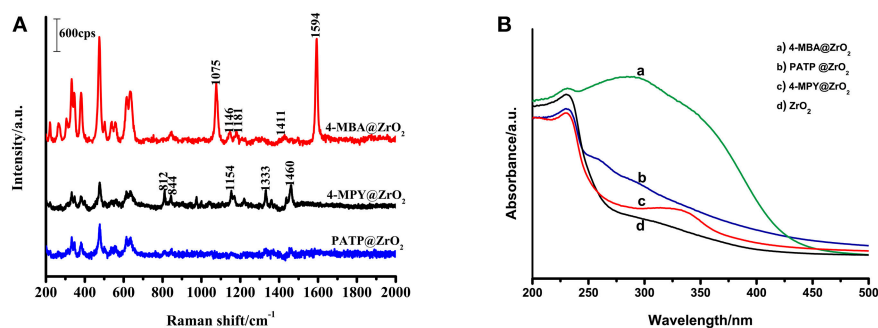 A
600cps
1594
1075
1146
1181
1411
4-MBA@ZrO₂
812
844
1154
1333
1460
4-MPY@ZrO₂
PATP@ZrO₂
Intensity/a.u.
200 400 600 800 1000 1200 1400 1600 1800 2000
Raman shift/cm⁻¹
B
a) 4-MBA@ZrO₂
b) PATP @ZrO₂
c) 4-MPY@ZrO₂
d) ZrO₂
a
b
c
d
Absorbance/a.u.
200 250 300 350 400 450 500
Wavelength/nm